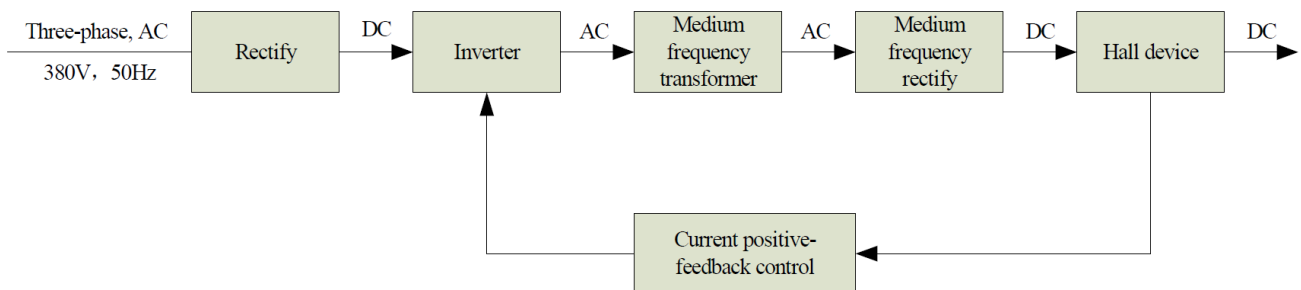 Three-phase, AC
380V，50Hz
Rectify
DC
Inverter
AC
Medium
frequency
transformer
AC
Medium
frequency
rectify
DC
Hall device
DC
Current positive-
feedback control